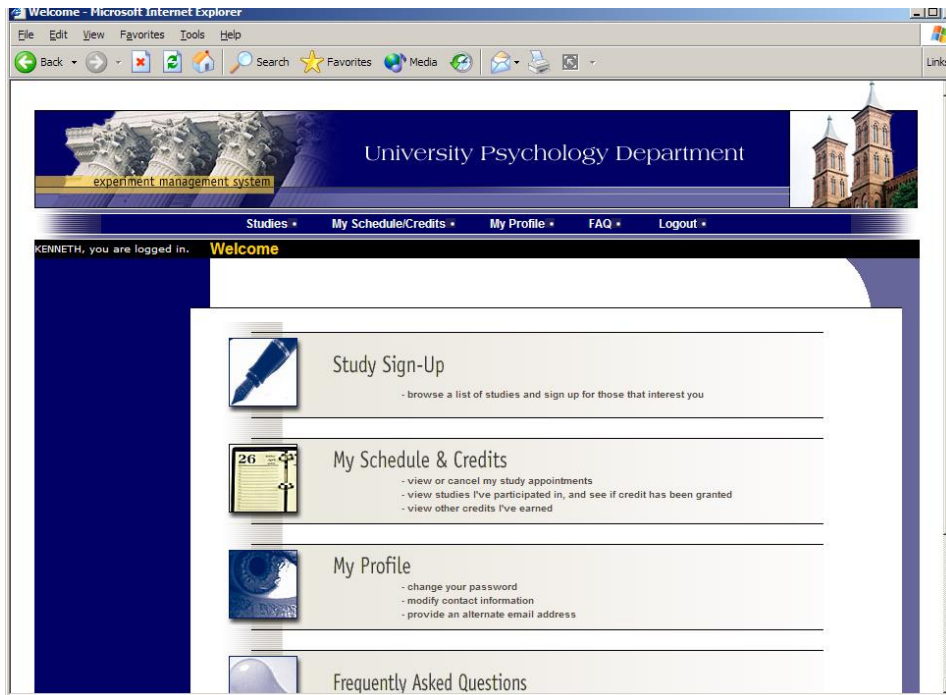 Welcome - Microsoft Internet Explorer
File Edit View Favorites Tools Help
Back Search Favorites Media Links
University Psychology Department
experiment management system
Studies My Schedule/Credits My Profile FAQ Logout
KENNETH, you are logged in. Welcome
Study Sign-Up
- browse a list of studies and sign up for those that interest you
26
My Schedule & Credits
- view or cancel my study appointments
- view studies I've participated in, and see if credit has been granted
- view other credits I've earned
My Profile
- change your password
- modify contact information
- provide an alternate email address
Frequently Asked Questions